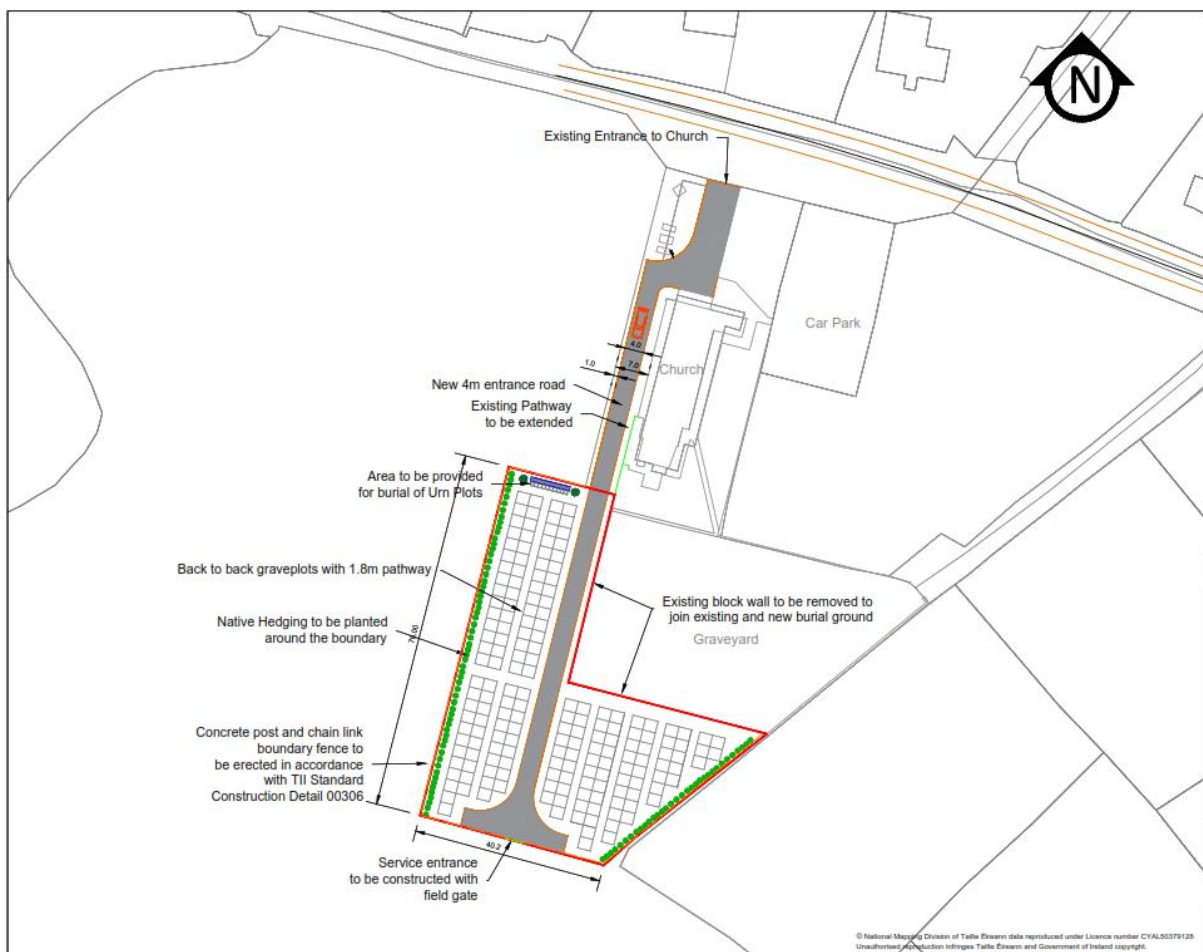 N
Existing Entrance to Church
Car Park
4.0
1.0
7.0
Church
New 4m entrance road
Existing Pathway
to be extended
Area to be provided
for burial of Urn Plots
Back to back graveplots with 1.8m pathway
Existing block wall to be removed to
join existing and new burial ground
Graveyard
Native Hedging to be planted
around the boundary
Concrete post and chain link
boundary fence to
be erected in accordance
with TII Standard
Construction Detail 00306
40.2
Service entrance
to be constructed with
field gate
© National Mapping Division of Tailte Éireann data reproduced under Licence number CYAL50379128.
Unauthorised reproduction infringes Tailte Éireann and Government of Ireland copyright.